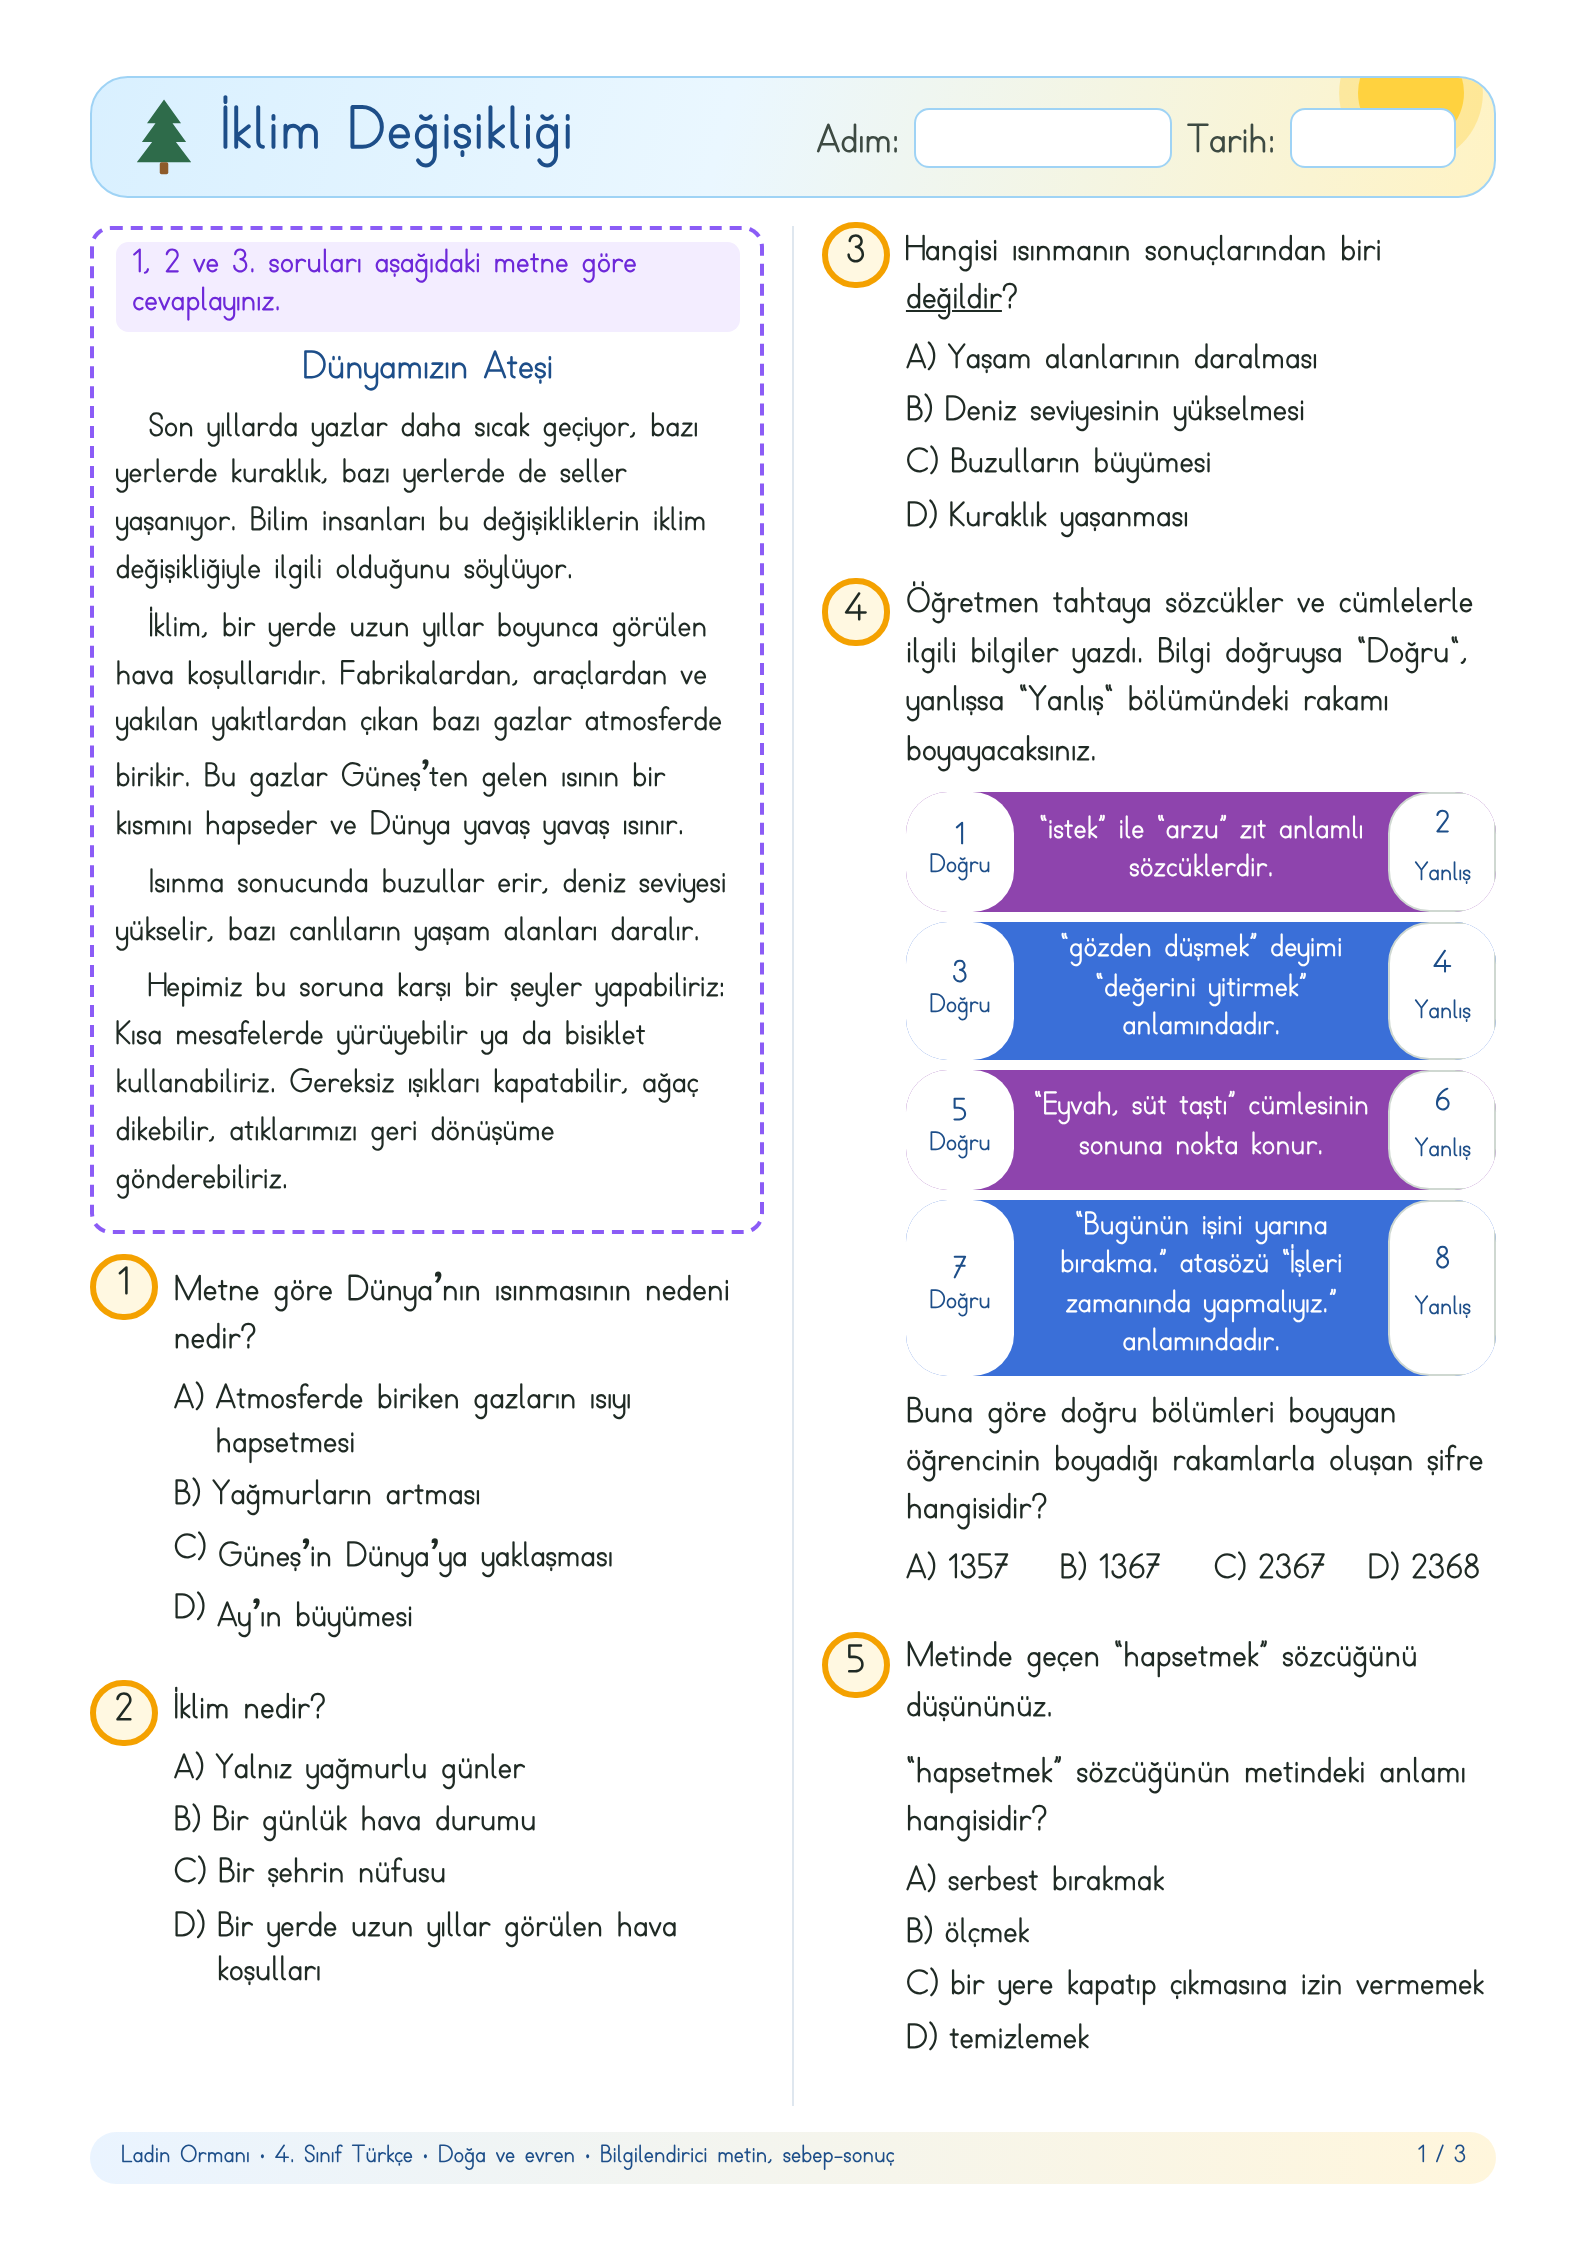 İklim Değişikliği
Adım:
Tarih:
1, 2 ve 3. soruları aşağıdaki metne göre
cevaplayınız.
Dünyamızın Ateşi
Son yıllarda yazlar daha sıcak geçiyor, bazı
yerlerde kuraklık, bazı yerlerde de seller
yaşanıyor. Bilim insanları bu değişikliklerin iklim
değişikliğiyle ilgili olduğunu söylüyor.
İklim, bir yerde uzun yıllar boyunca görülen
hava koşullarıdır. Fabrikalardan, araçlardan ve
yakılan yakıtlardan çıkan bazı gazlar atmosferde
birikir. Bu gazlar Güneş’ten gelen ısının bir
kısmını hapseder ve Dünya yavaş yavaş ısınır.
Isınma sonucunda buzullar erir, deniz seviyesi
yükselir, bazı canlıların yaşam alanları daralır.
Hepimiz bu soruna karşı bir şeyler yapabiliriz:
Kısa mesafelerde yürüyebilir ya da bisiklet
kullanabiliriz. Gereksiz ışıkları kapatabilir, ağaç
dikebilir, atıklarımızı geri dönüşüme
gönderebiliriz.
1
Metne göre Dünya’nın ısınmasının nedeni
nedir?
A) Atmosferde biriken gazların ısıyı
hapsetmesi
B) Yağmurların artması
C) Güneş’in Dünya’ya yaklaşması
D) Ay’ın büyümesi
2
İklim nedir?
A) Yalnız yağmurlu günler
B) Bir günlük hava durumu
C) Bir şehrin nüfusu
D) Bir yerde uzun yıllar görülen hava
koşulları
3
Hangisi ısınmanın sonuçlarından biri
değildir?
A) Yaşam alanlarının daralması
B) Deniz seviyesinin yükselmesi
C) Buzulların büyümesi
D) Kuraklık yaşanması
4
Öğretmen tahtaya sözcükler ve cümlelerle
ilgili bilgiler yazdı. Bilgi doğruysa “Doğru“,
yanlışsa “Yanlış“ bölümündeki rakamı
boyayacaksınız.
1
Doğru
“istek” ile “arzu” zıt anlamlı
sözcüklerdir.
2
Yanlış
3
Doğru
“gözden düşmek” deyimi
“değerini yitirmek”
anlamındadır.
4
Yanlış
5
Doğru
“Eyvah, süt taştı” cümlesinin
sonuna nokta konur.
6
Yanlış
7
Doğru
“Bugünün işini yarına
bırakma.” atasözü “İşleri
zamanında yapmalıyız.”
anlamındadır.
8
Yanlış
Buna göre doğru bölümleri boyayan
öğrencinin boyadığı rakamlarla oluşan şifre
hangisidir?
A) 1357 B) 1367 C) 2367 D) 2368
5
Metinde geçen “hapsetmek” sözcüğünü
düşününüz.
“hapsetmek” sözcüğünün metindeki anlamı
hangisidir?
A) serbest bırakmak
B) ölçmek
C) bir yere kapatıp çıkmasına izin vermemek
D) temizlemek
Ladin Ormanı • 4. Sınıf Türkçe • Doğa ve evren • Bilgilendirici metin, sebep-sonuç
1 / 3